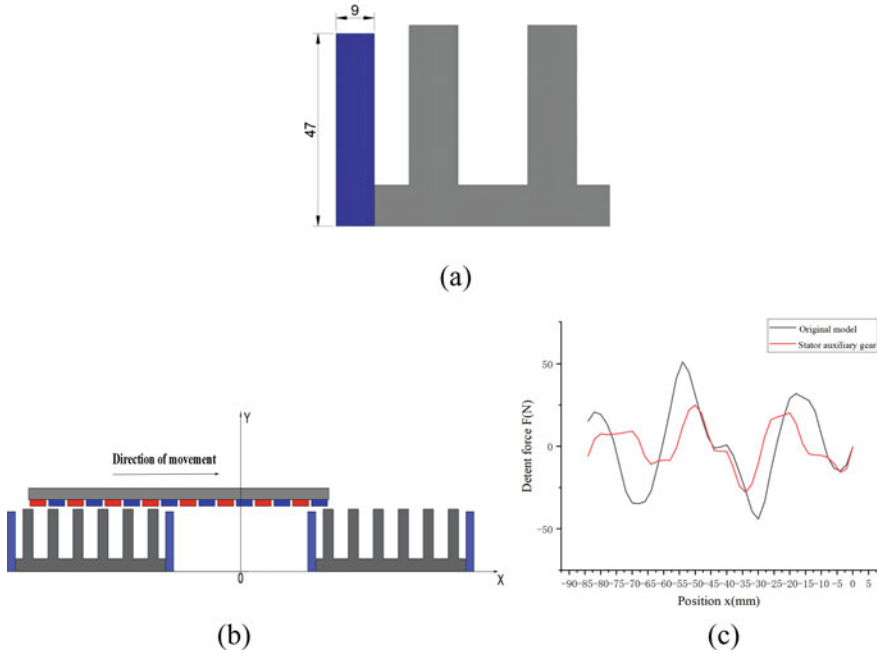 9
47
(a)
Y
Direction of movement
0
X
(b)
Original model
Stator auxiliary gear
50
0
-50
Detent force F(N)
-90 -85 -80 -75 -70 -65 -60 -55 -50 -45 -40 -35 -30 -25 -20 -15 -10 -5 0 5
Position x(mm)
(c)